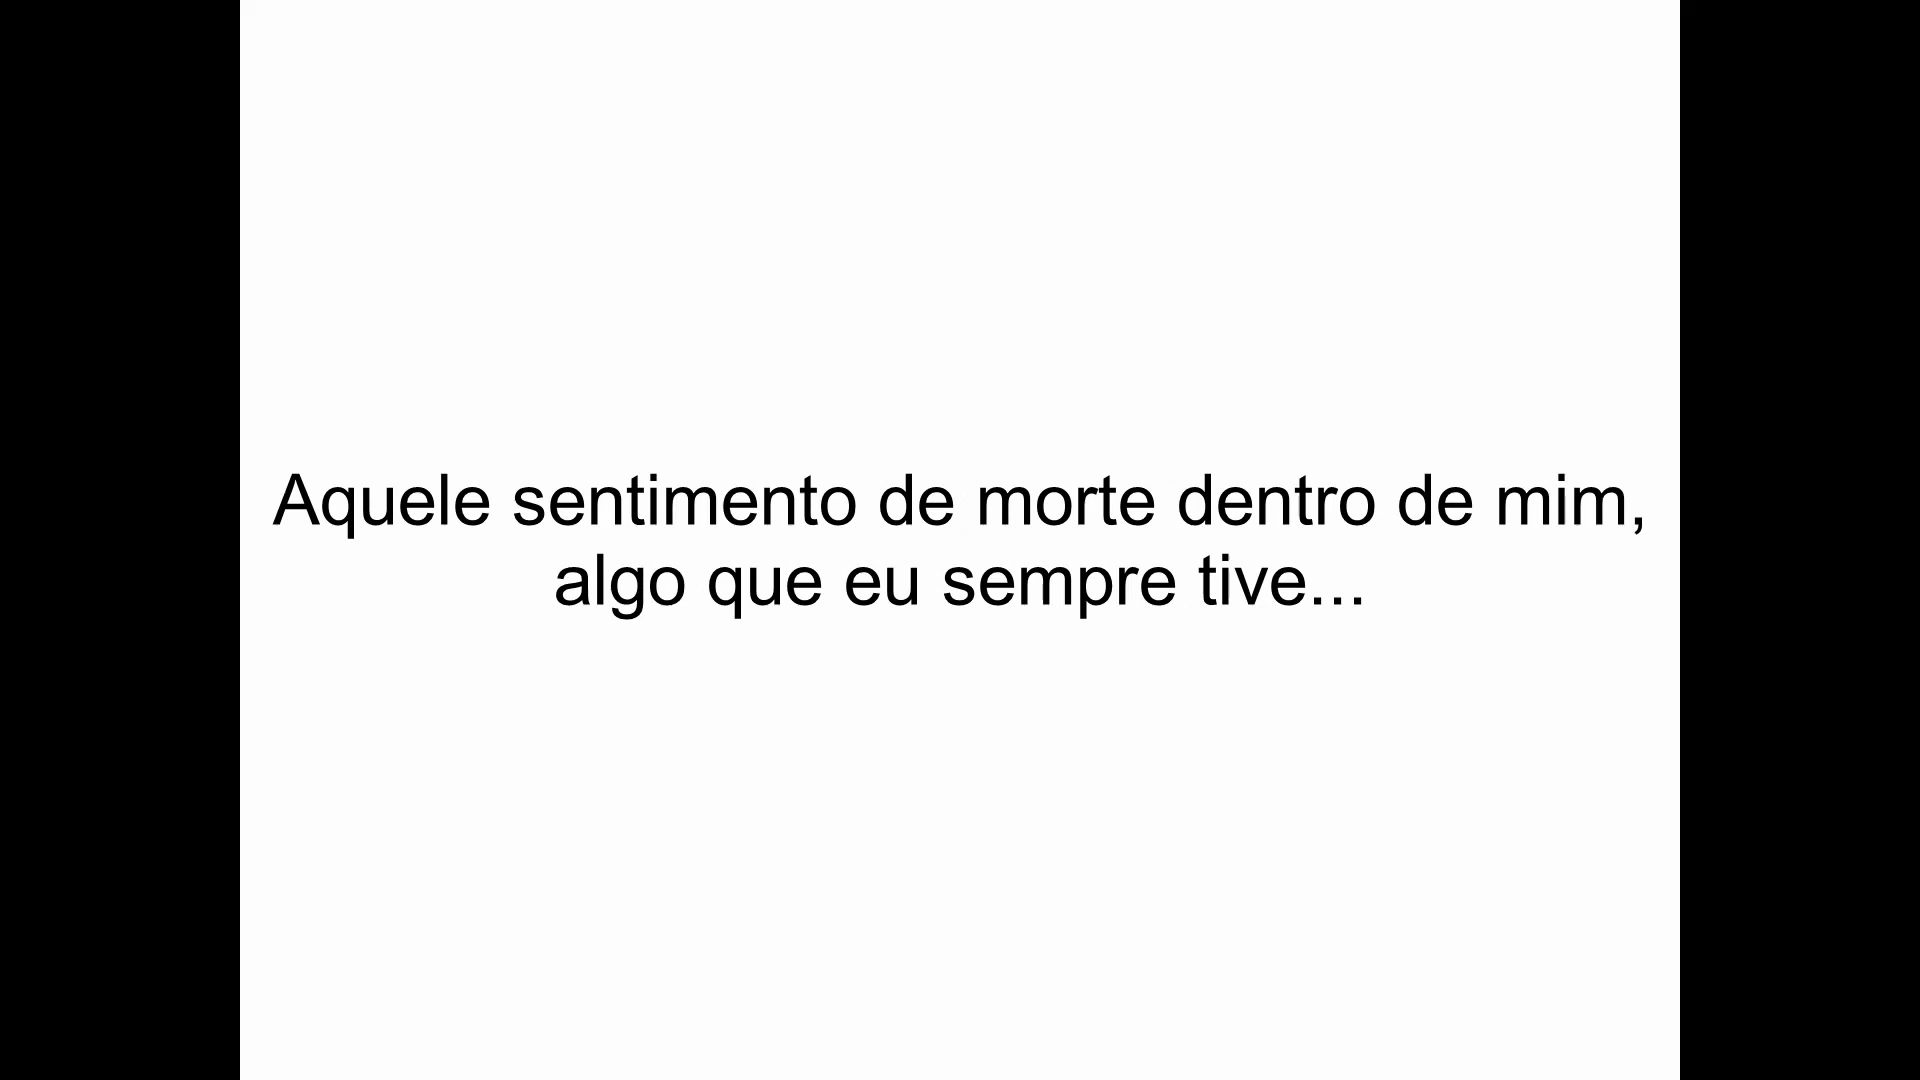 Aquele sentimento de morte dentro de mim,
algo que eu sempre tive...